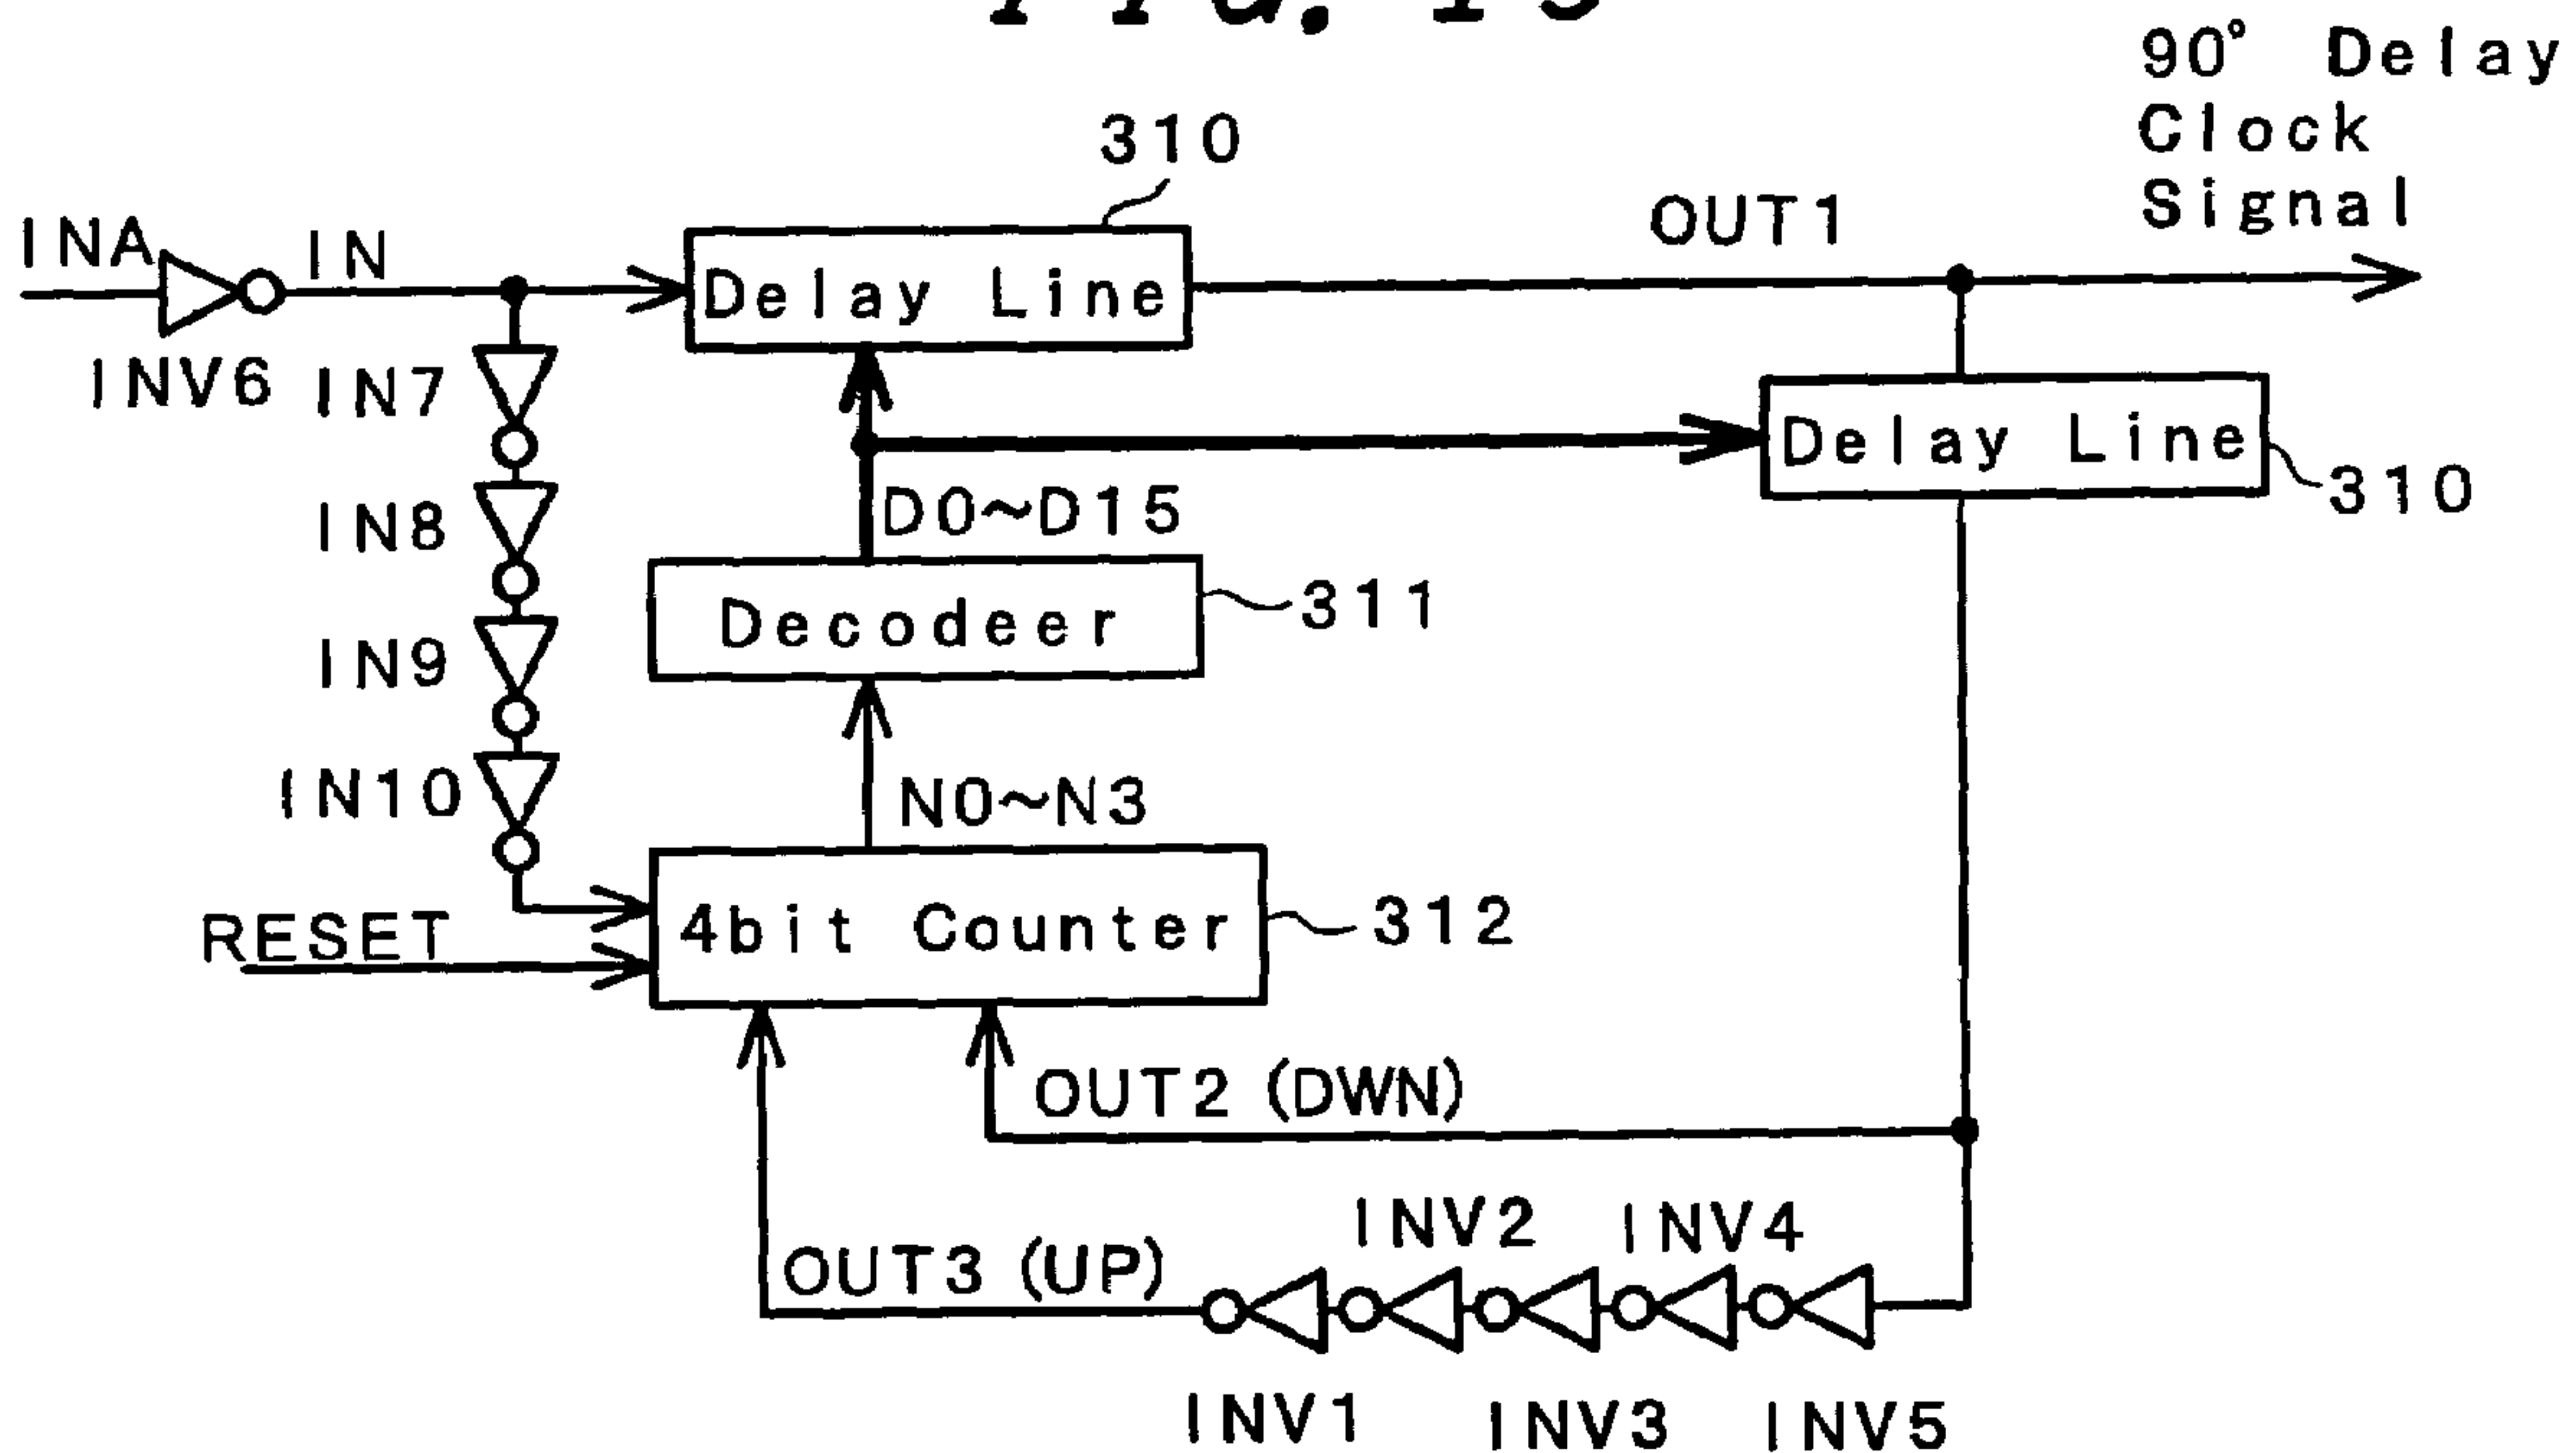 90° Delay
Clock
Signal
310
OUT1
INA
IN
Delay Line
INV6
IN7
Delay Line
310
IN8
D0~D15
Decodeer
311
IN9
IN10
N0~N3
RESET
4bit Counter
312
OUT2 (DWN)
OUT3 (UP)
INV2
INV4
INV1
INV3
INV5